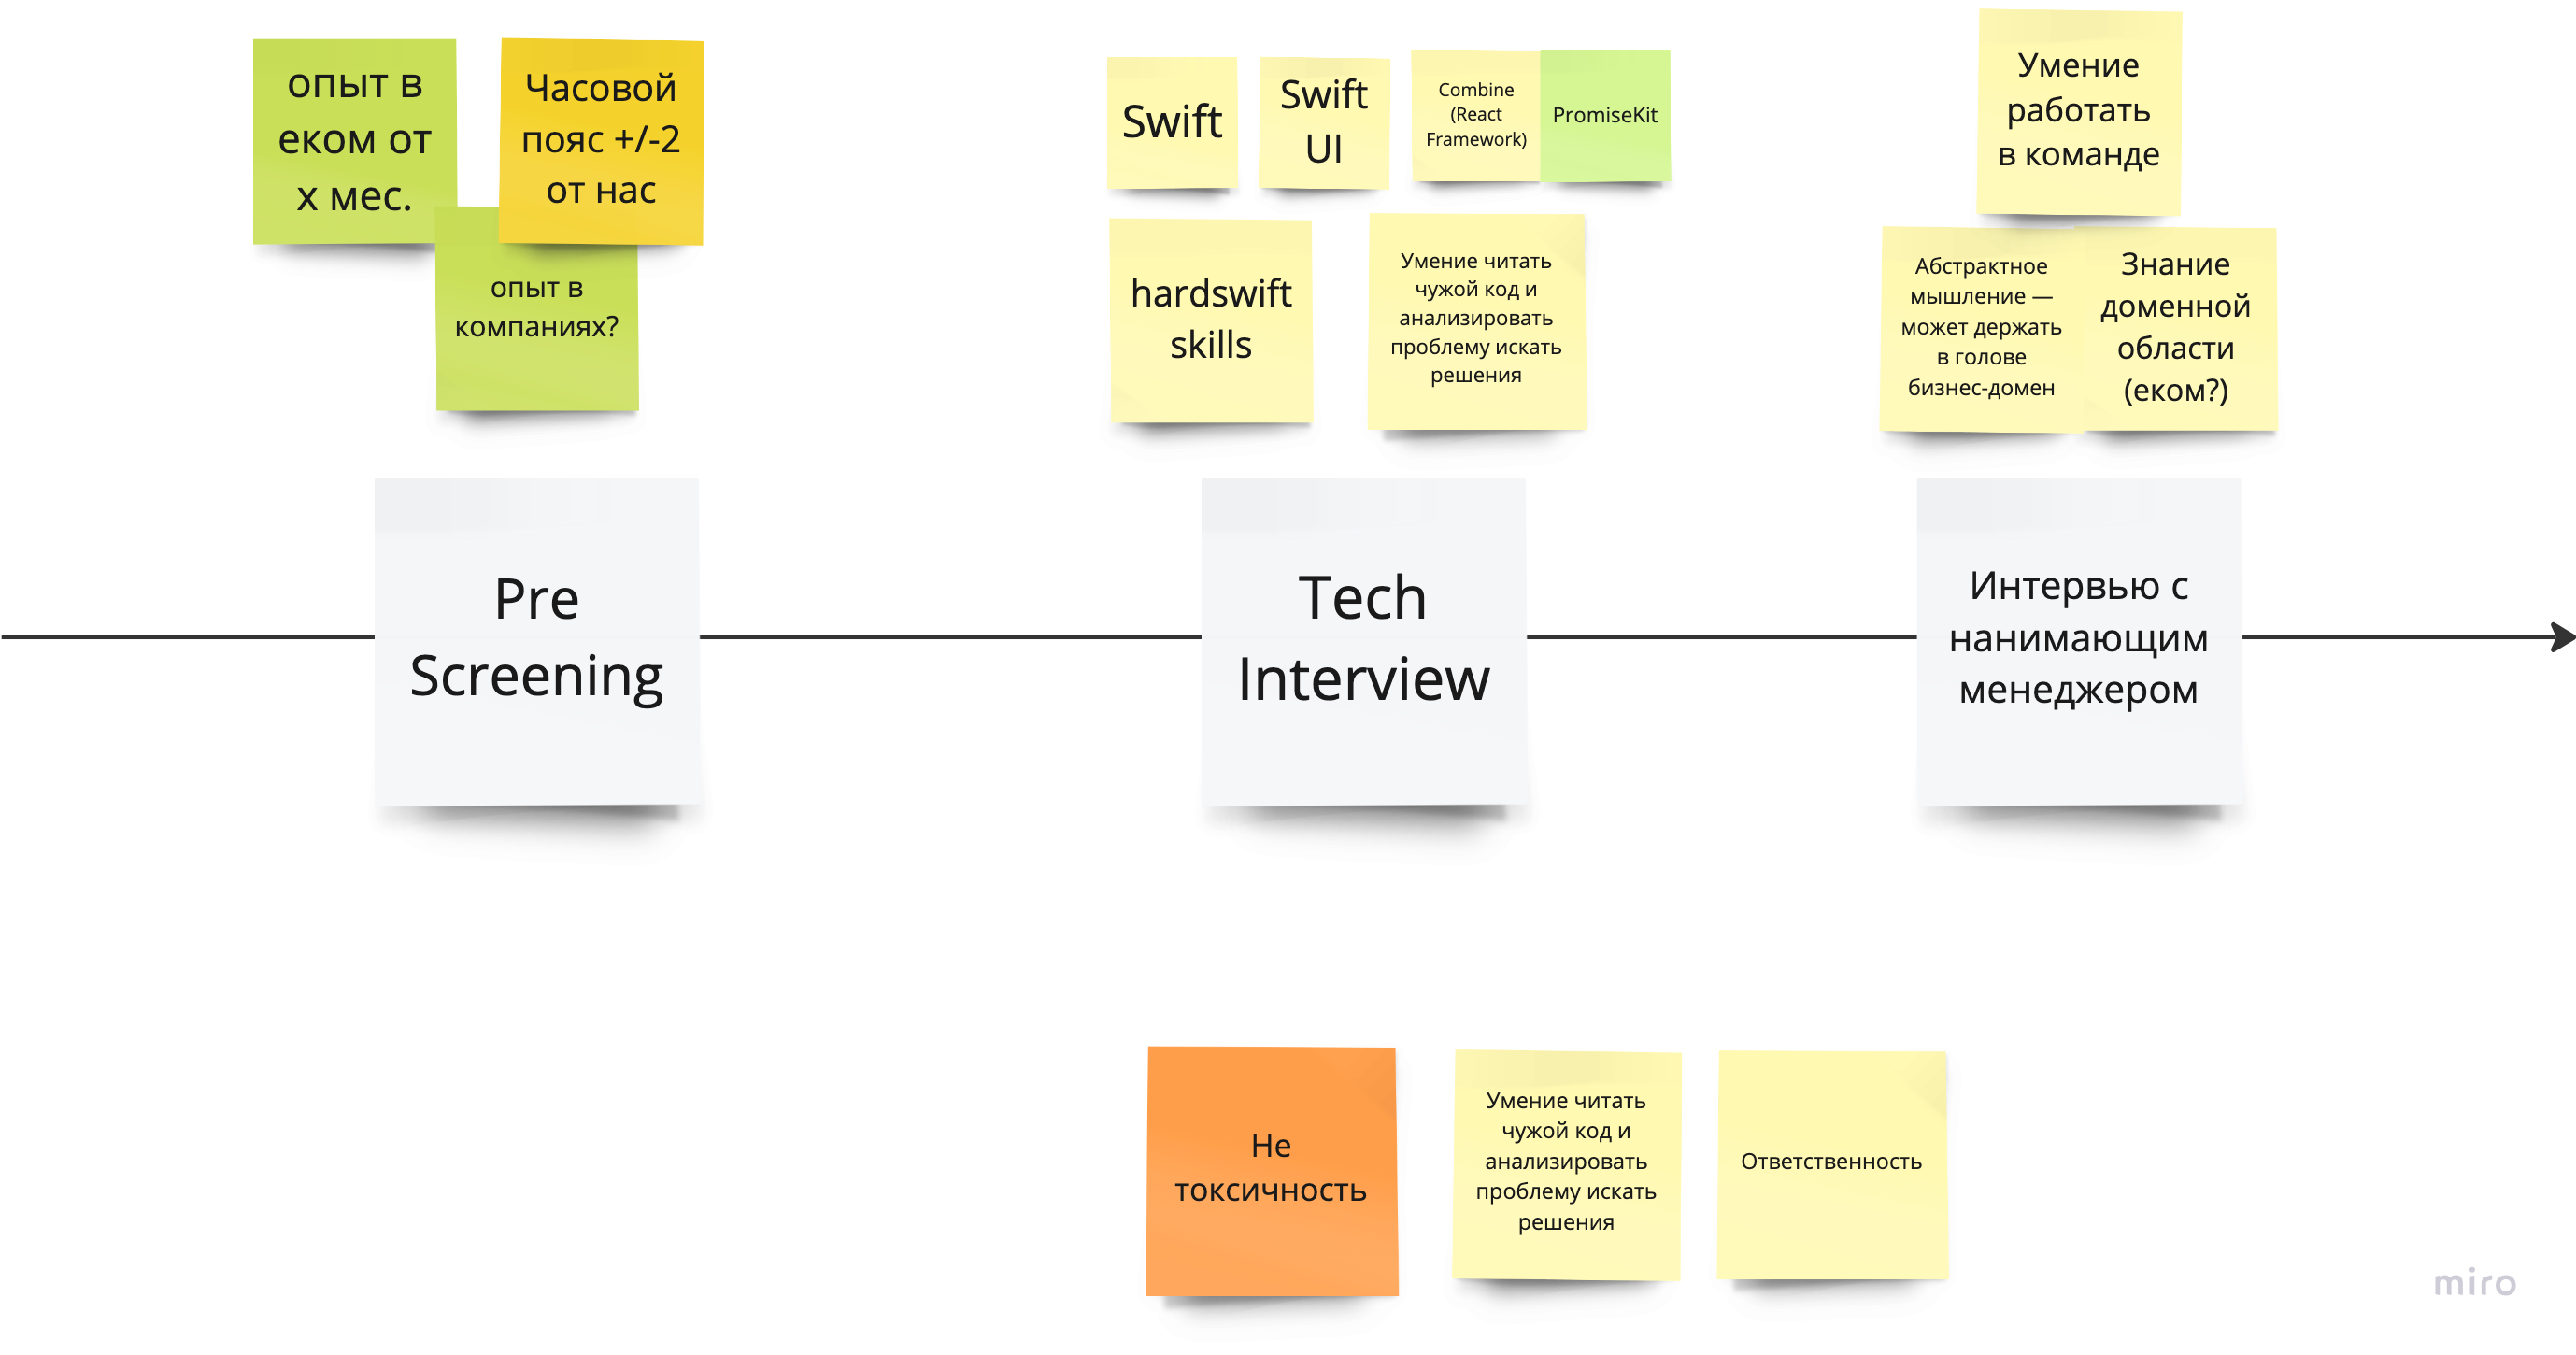 опыт в
еком от
х мес.
Часовой
пояс +/-2
от нас
опыт в
компаниях?
Swift
Swift
UI
Combine
(React
Framework)
PromiseKit
hardswift
skills
Умение читать
чужой код и
анализировать
проблему искать
решения
Умение
работать
в команде
Абстрактное
мышление —
может держать
в голове
бизнес-домен
Знание
доменной
области
(еком?)
Pre
Screening
Tech
Interview
Интервью с
нанимающим
менеджером
Не
токсичность
Умение читать
чужой код и
анализировать
проблему искать
решения
Ответственность
miro